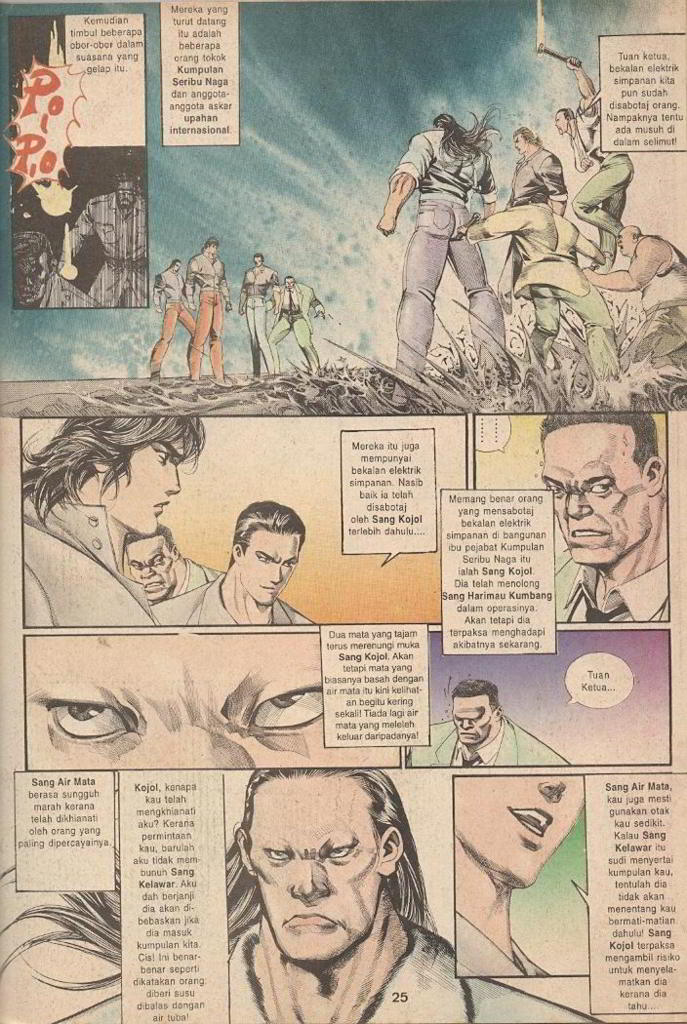 Kemudian
timbul beberapa
obor-obor dalam
suasana yang
gelap itu.
Po
Po
Mereka yang
turut datang
itu adalah
beberapa
orang tokoh
Kumpulan
Seribu Naga
dan anggota-
anggota askar
upahan
internasional.
Tuan ketua,
bekalan elektrik
simpanan kita
pun sudah
disabotaj orang.
Nampaknya tentu
ada musuh di
dalam selimut!
Mereka itu juga
mempunyai
bekalan elektrik
simpanan. Nasib
baik ia telah
disabotaj
oleh Sang Kojol
terlebih dahulu....
Memang benar orang
yang mensabotaj
bekalan elektrik
simpanan di bangunan
ibu pejabat Kumpulan
Seribu Naga itu
ialah Sang Kojol.
Dia telah menolong
Sang Harimau Kumbang
dalam operasinya.
Akan tetapi dia
terpaksa menghadapi
akibatnya sekarang.
Dua mata yang tajam
terus merenungi muka
Sang Kojol. Akan
tetapi mata yang
biasanya basah dengan
air mata itu kini kelihat-
an begitu kering
sekali! Tiada lagi air
mata yang meleleh
keluar daripadanya!
Tuan
Ketua...
Sang Air Mata
berasa sungguh
marah kerana
telah dikhianati
oleh orang yang
paling dipercayainya.
Kojol, kenapa
kau telah
mengkhianati
aku? Kerana
permintaan
kau, barulah
aku tidak mem-
bunuh Sang
Kelawar. Aku
dah berjanji
dia akan di-
bebaskan jika
dia masuk
kumpulan kita.
Cis! Ini benar-
benar seperti
dikatakan orang:
diberi susu
dibalas dengan
air tuba!
Sang Air Mata,
kau juga mesti
gunakan otak
kau sedikit.
Kalau Sang
Kelawar itu
sudi menyertai
kumpulan kau,
tentulah dia
tidak akan
menentang kau
bermati-matian
dahulu! Sang
Kojol terpaksa
mengambil risiko
untuk menyela-
matkan dia
kerana dia
tahu....
25